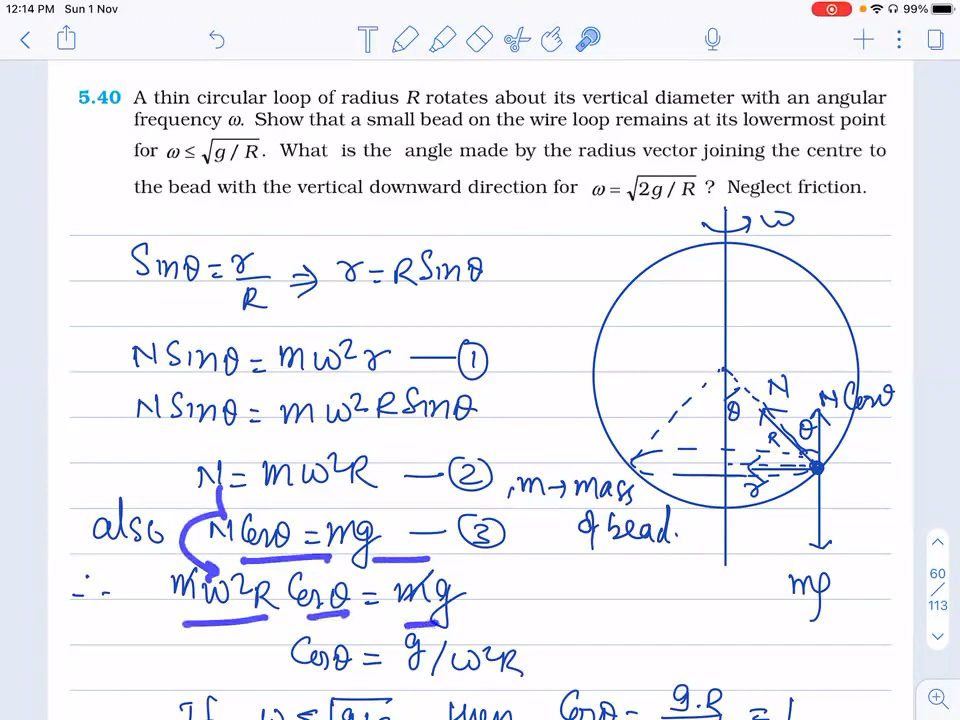 12:14 PM Sun 1 Nov 99%
5.40 A thin circular loop of radius R rotates about its vertical diameter with an angular
frequency ω. Show that a small bead on the wire loop remains at its lowermost point
for ω ≤ √g / R. What is the angle made by the radius vector joining the centre to
the bead with the vertical downward direction for ω = √2g / R ? Neglect friction.
ω
Sinθ = r/R ⇒ r = R Sinθ
N Sinθ = mω²r — ①
N Sinθ = mω²R Sinθ
N = mω²R — ②
, m → mass
of bead.
also N Cosθ = mg — ③
∴ mω²R Cosθ = mg
Cosθ = g/ω²R
then Cosθ = g.R = 1
N
N Cosθ
θ
θ
R
r
mg
T
60
/
113